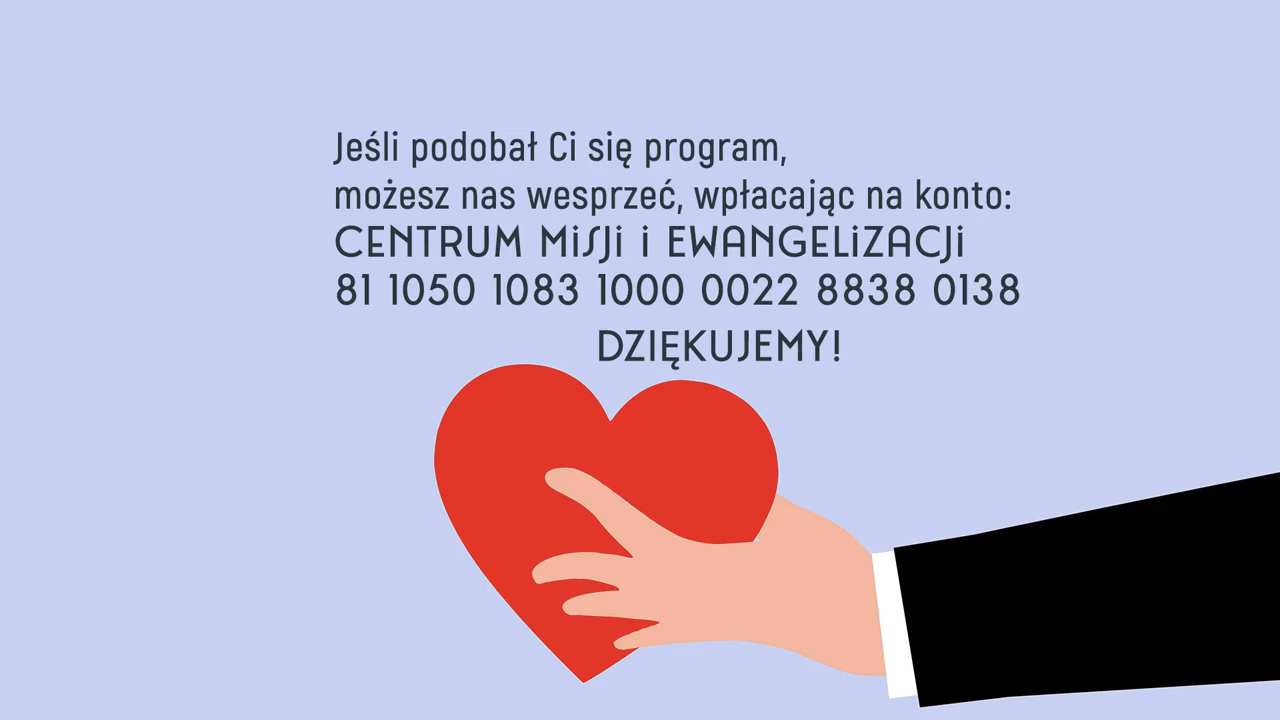 Jeśli podobał Ci się program,
możesz nas wesprzeć, wpłacając na konto:
CENTRUM MiSJi i EWANGELiZACJi
81 1050 1083 1000 0022 8838 0138
DZIĘKUJEMY!